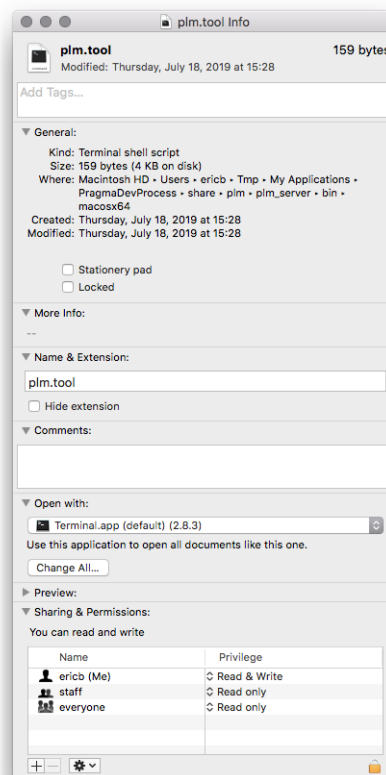 plm.tool Info
plm.tool 159 bytes
Modified: Thursday, July 18, 2019 at 15:28
Add Tags...
General:
Kind: Terminal shell script
Size: 159 bytes (4 KB on disk)
Where: Macintosh HD ▸ Users ▸ ericb ▸ Tmp ▸ My Applications ▸
PragmaDevProcess ▸ share ▸ plm ▸ plm_server ▸ bin ▸
macosx64
Created: Thursday, July 18, 2019 at 15:28
Modified: Thursday, July 18, 2019 at 15:28
Stationery pad
Locked
More Info:
--
Name & Extension:
plm.tool
Hide extension
Comments:
Open with:
Terminal.app (default) (2.8.3)
Use this application to open all documents like this one.
Change All...
Preview:
Sharing & Permissions:
You can read and write
Name Privilege
ericb (Me) Read & Write
staff Read only
everyone Read only